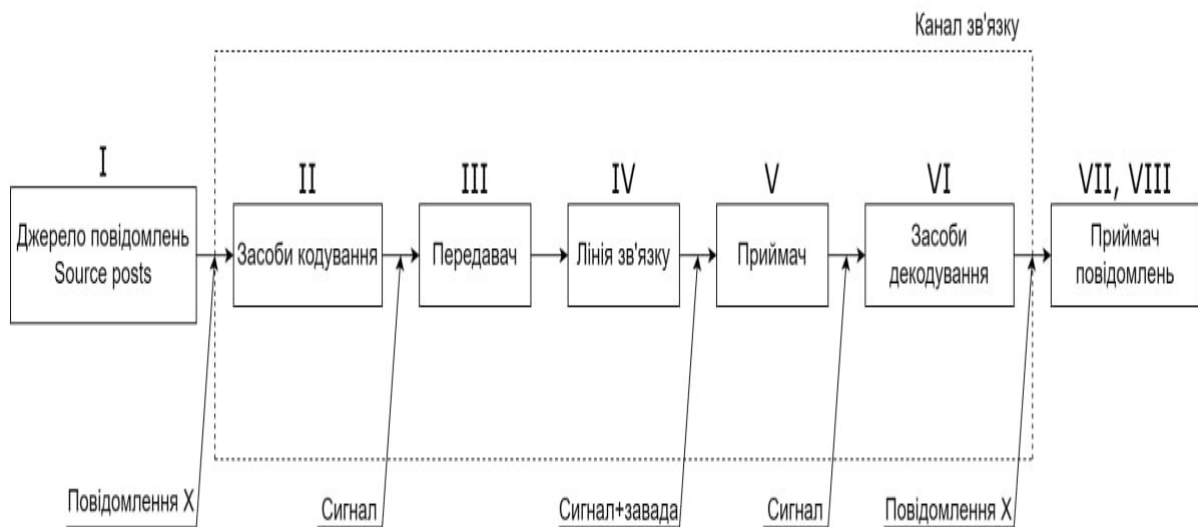 Канал зв'язку
I
II
III
IV
V
VI
VII, VIII
Джерело повідомлень
Source posts
Засоби кодування
Передавач
Лінія зв'язку
Приймач
Засоби
декодування
Приймач
повідомлень
Повідомлення X
Сигнал
Сигнал+завада
Сигнал
Повідомлення X